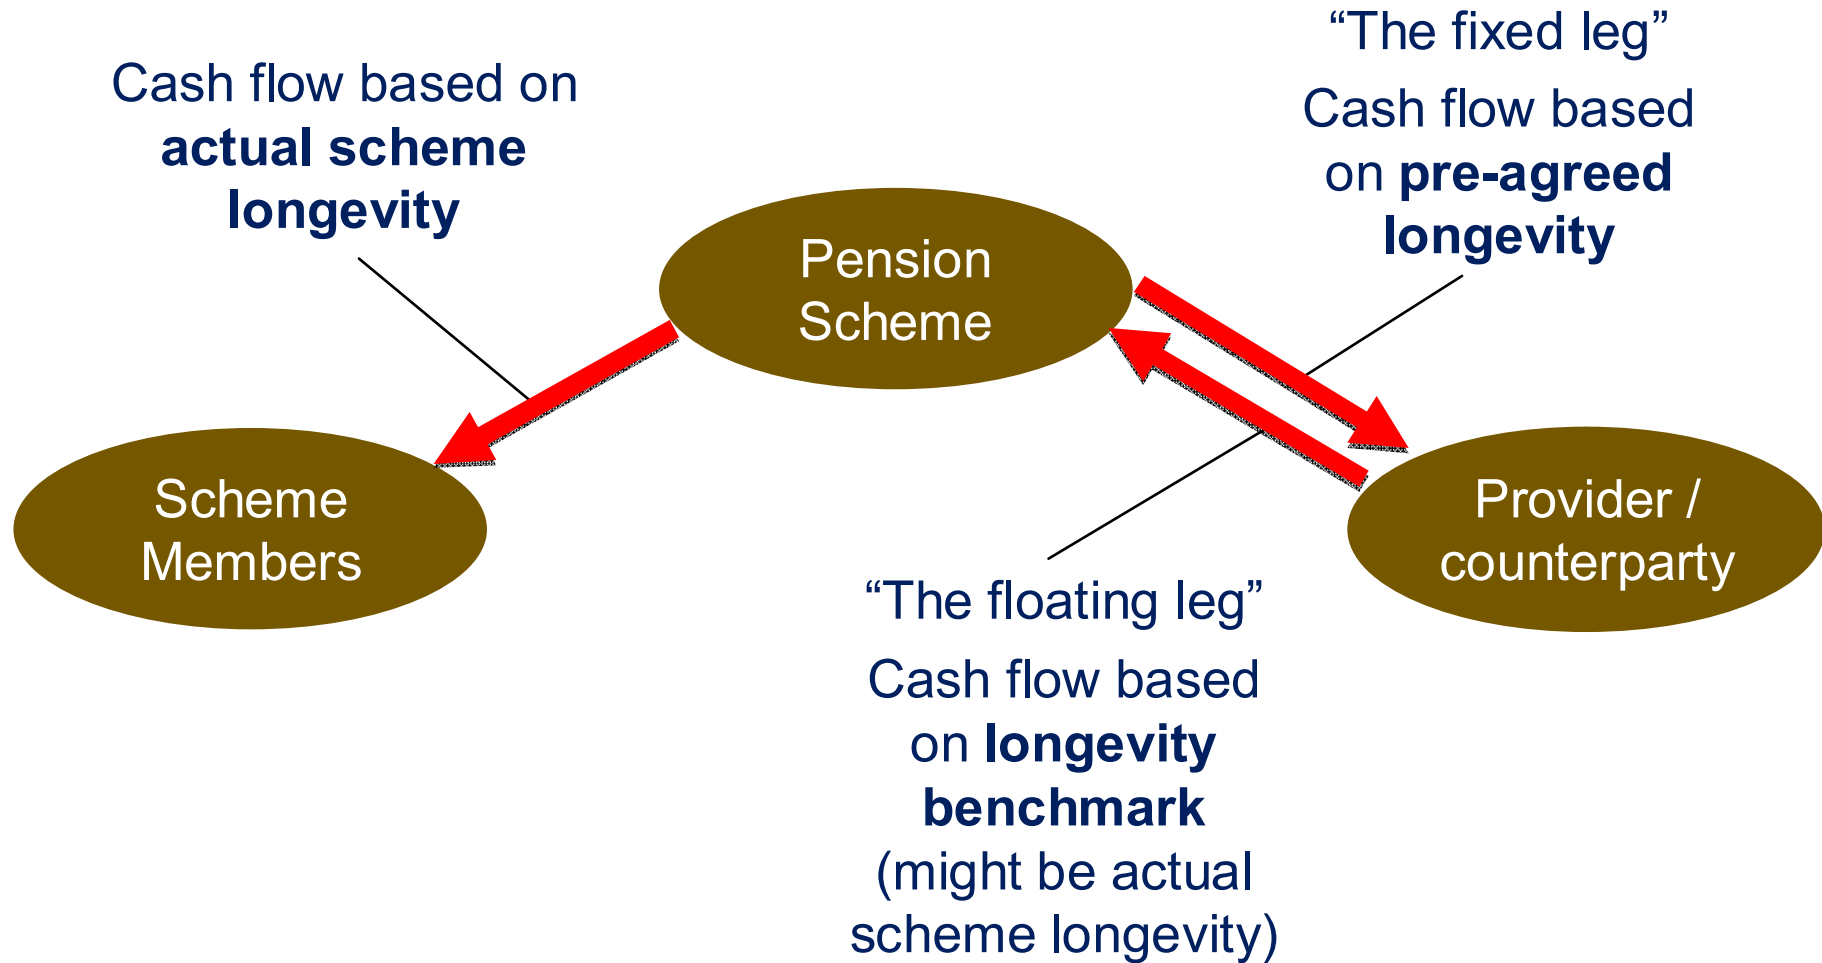 Cash flow based on
actual scheme
longevity
“The fixed leg”
Cash flow based
on pre-agreed
longevity
Pension
Scheme
Scheme
Members
Provider /
counterparty
“The floating leg”
Cash flow based
on longevity
benchmark
(might be actual
scheme longevity)